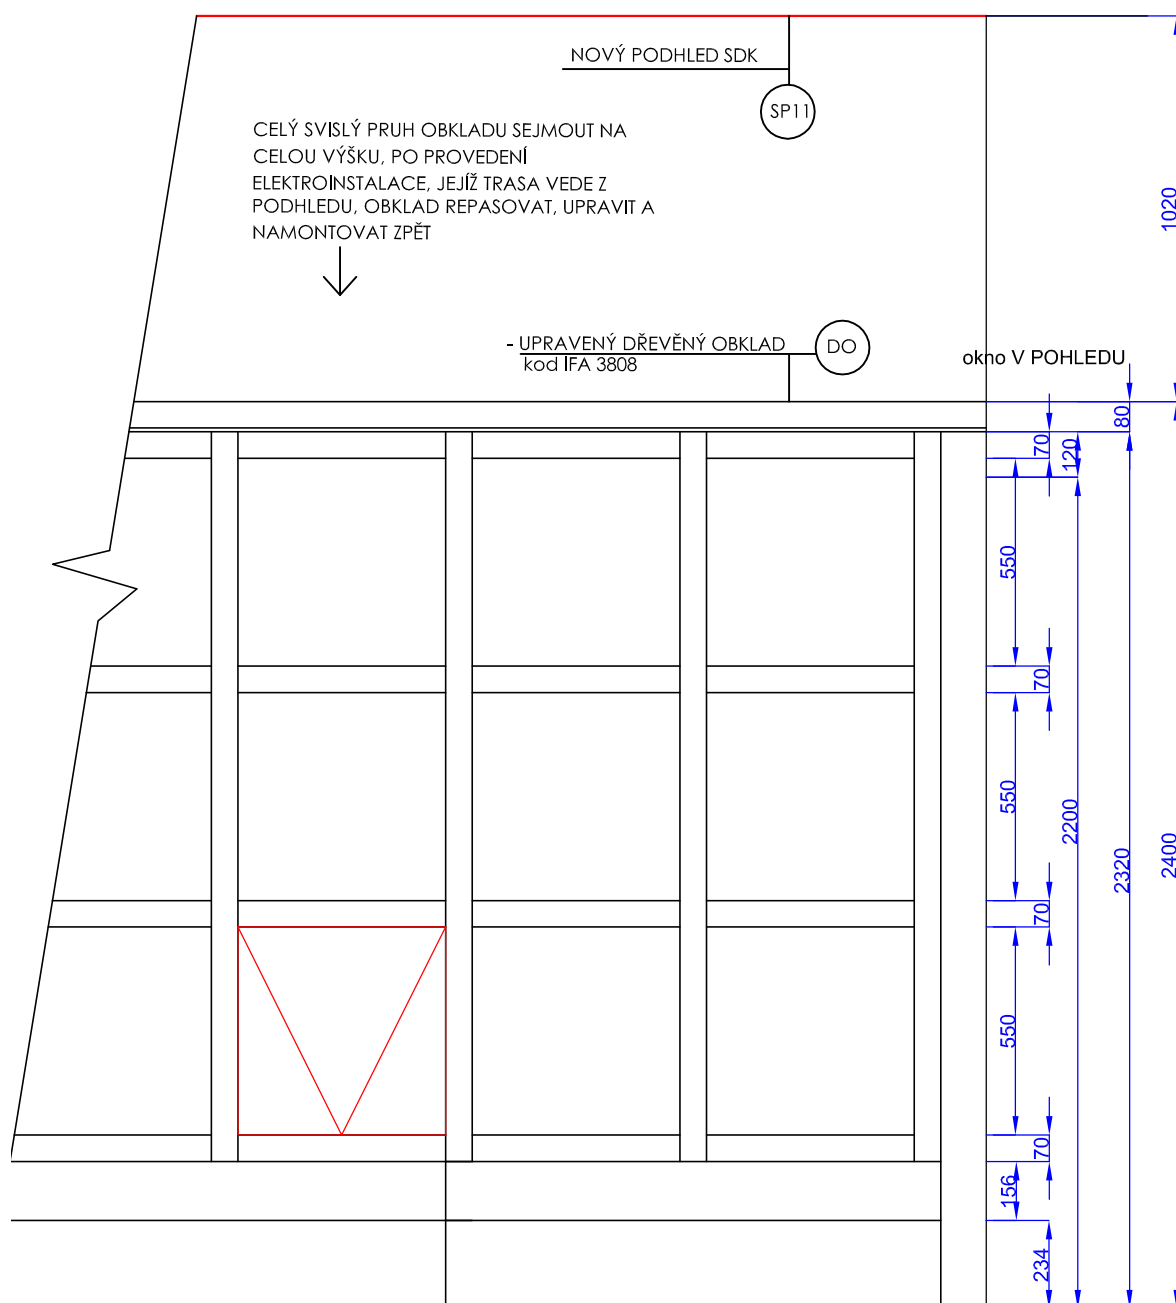 NOVÝ PODHLED SDK
SP11
CELÝ SVISLÝ PRUH OBKLADU SEJMOUT NA
CELOU VÝŠKU, PO PROVEDENÍ
ELEKTROINSTALACE, JEJÍŽ TRASA VEDE Z
PODHLEDU, OBKLAD REPASOVAT, UPRAVIT A
NAMONTOVAT ZPĚT
- UPRAVENÝ DŘEVĚNÝ OBKLAD
kod IFA 3808
DO
okno V POHLEDU
1020
80
70
120
550
70
550
2200
2320
2400
70
550
70
156
234